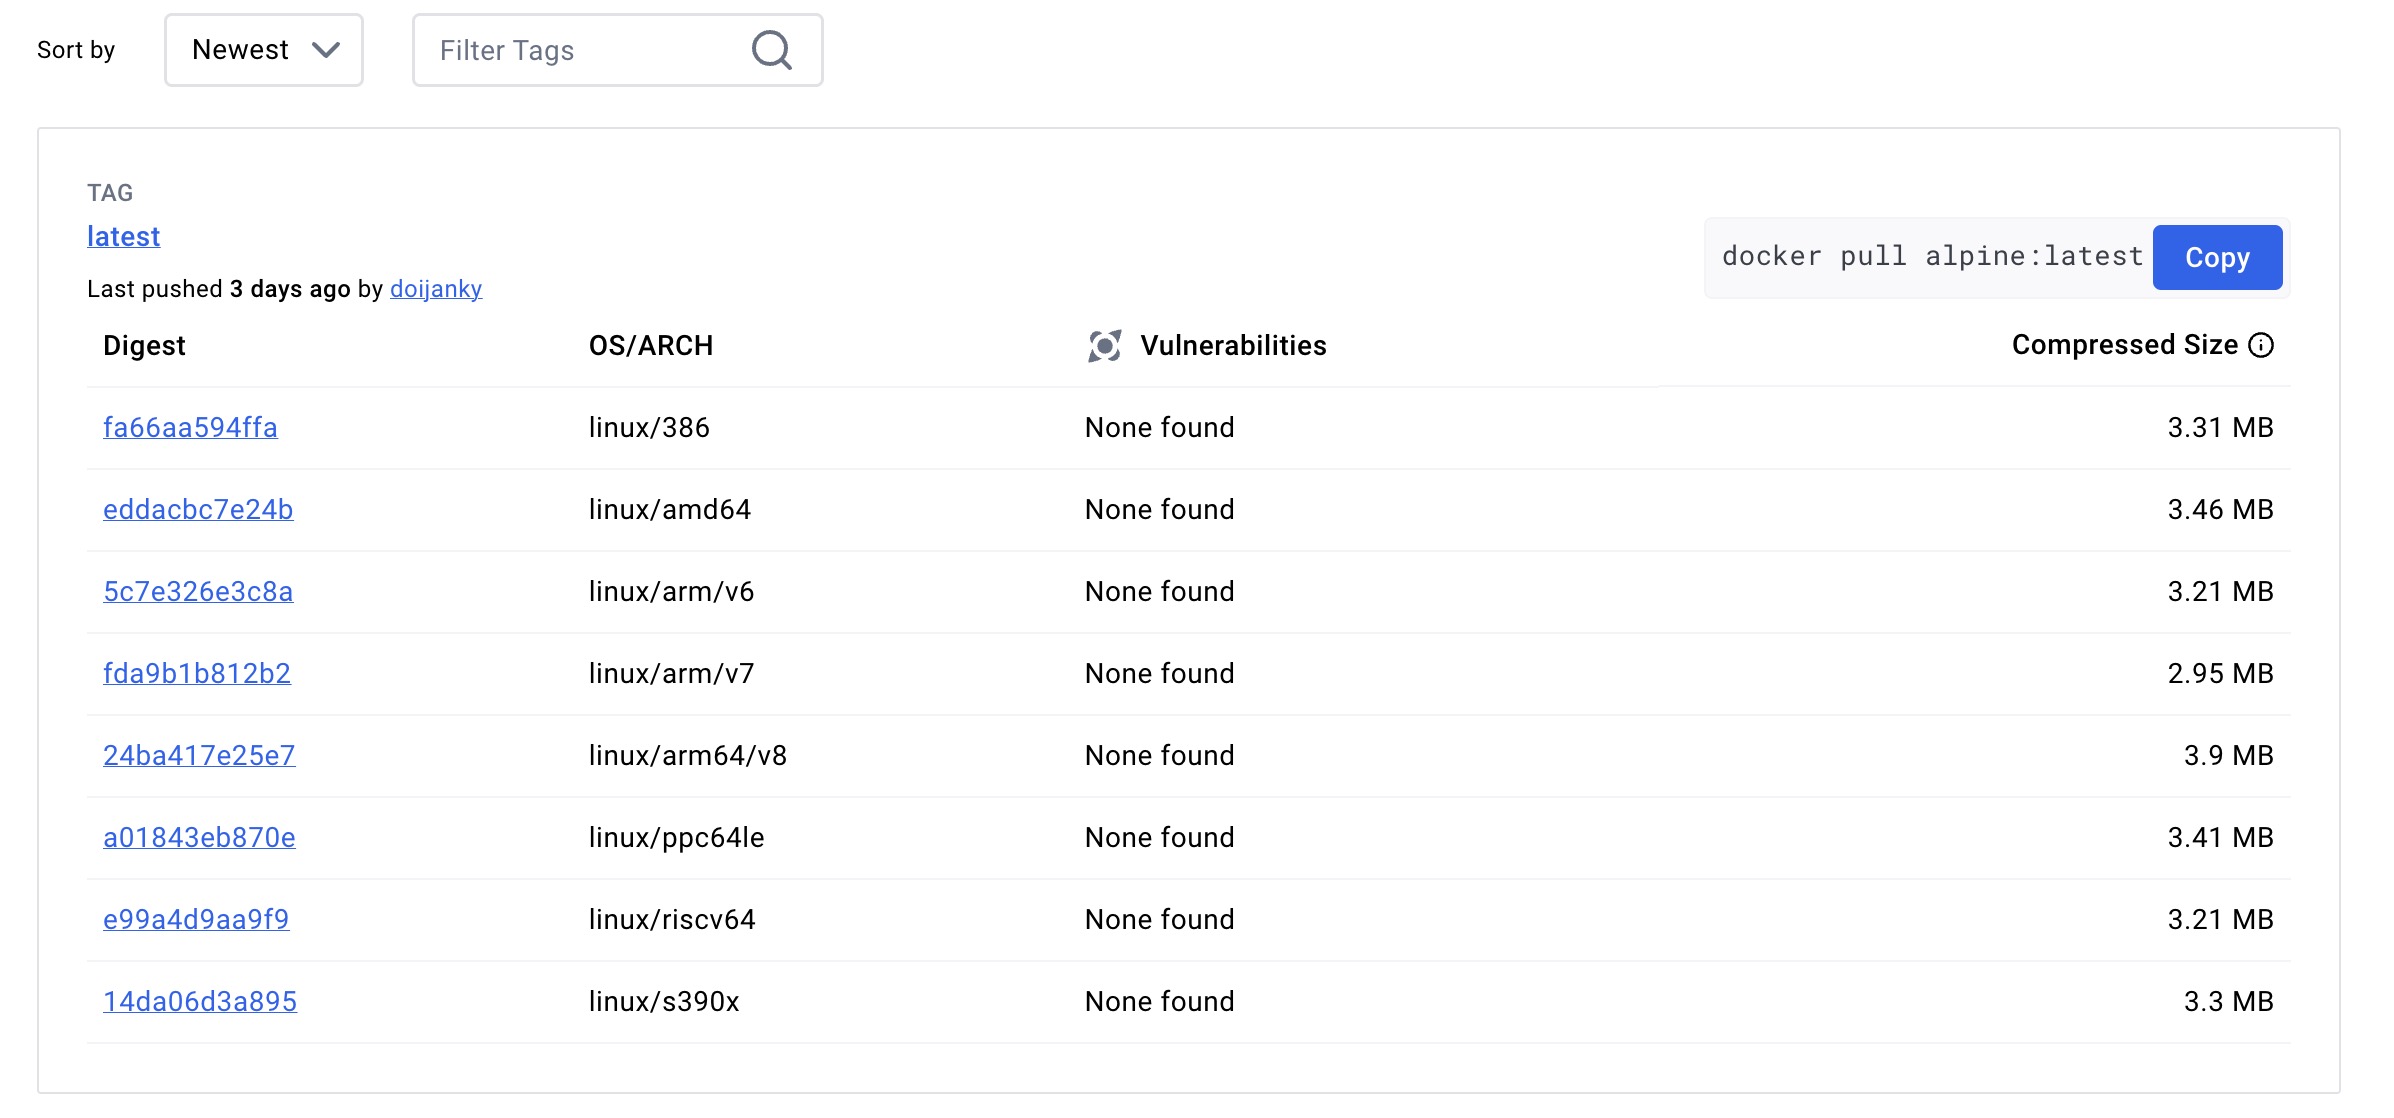 Sort by Newest Filter Tags
TAG
latest
docker pull alpine:latest Copy
Last pushed 3 days ago by doijanky
Digest OS/ARCH Vulnerabilities Compressed Size
fa66aa594ffa linux/386 None found 3.31 MB
eddacbc7e24b linux/amd64 None found 3.46 MB
5c7e326e3c8a linux/arm/v6 None found 3.21 MB
fda9b1b812b2 linux/arm/v7 None found 2.95 MB
24ba417e25e7 linux/arm64/v8 None found 3.9 MB
a01843eb870e linux/ppc64le None found 3.41 MB
e99a4d9aa9f9 linux/riscv64 None found 3.21 MB
14da06d3a895 linux/s390x None found 3.3 MB